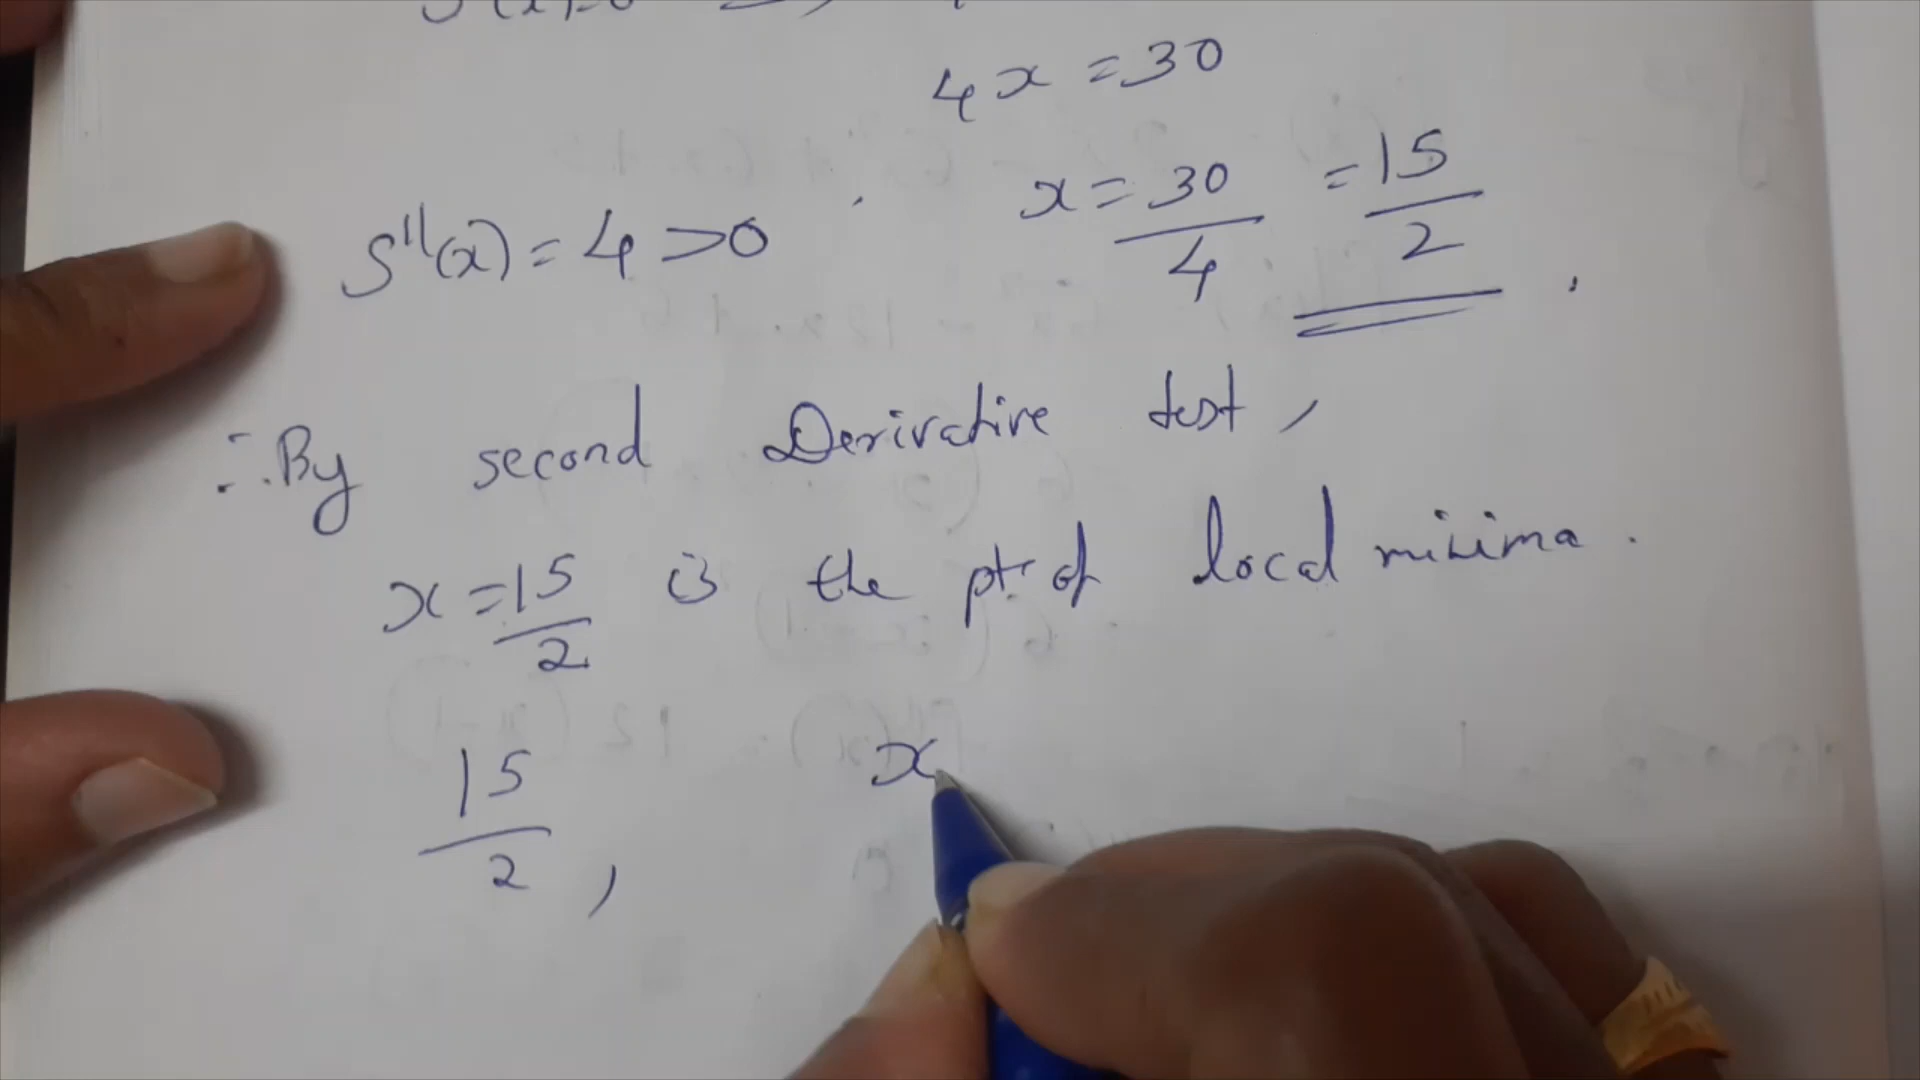 4x = 30
x = 30/4 = 15/2
S"(x) = 4 > 0
∴ By second Derivative test,
x = 15/2 is the pt. of local minima.
15/2 , x